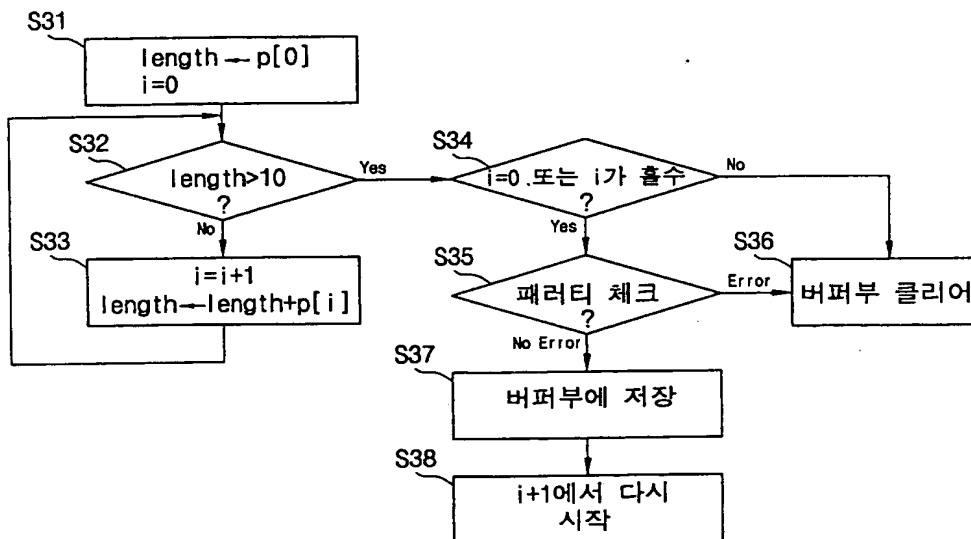 S31
length ← p[0]
i=0
S32
length>10
?
Yes
No
S33
i=i+1
length←length+p[i]
S34
i=0.또는 i가 홀수
?
No
Yes
S35
패러티 체크
?
Error
No Error
S36
버퍼부 클리어
S37
버퍼부에 저장
S38
i+1에서 다시
시작